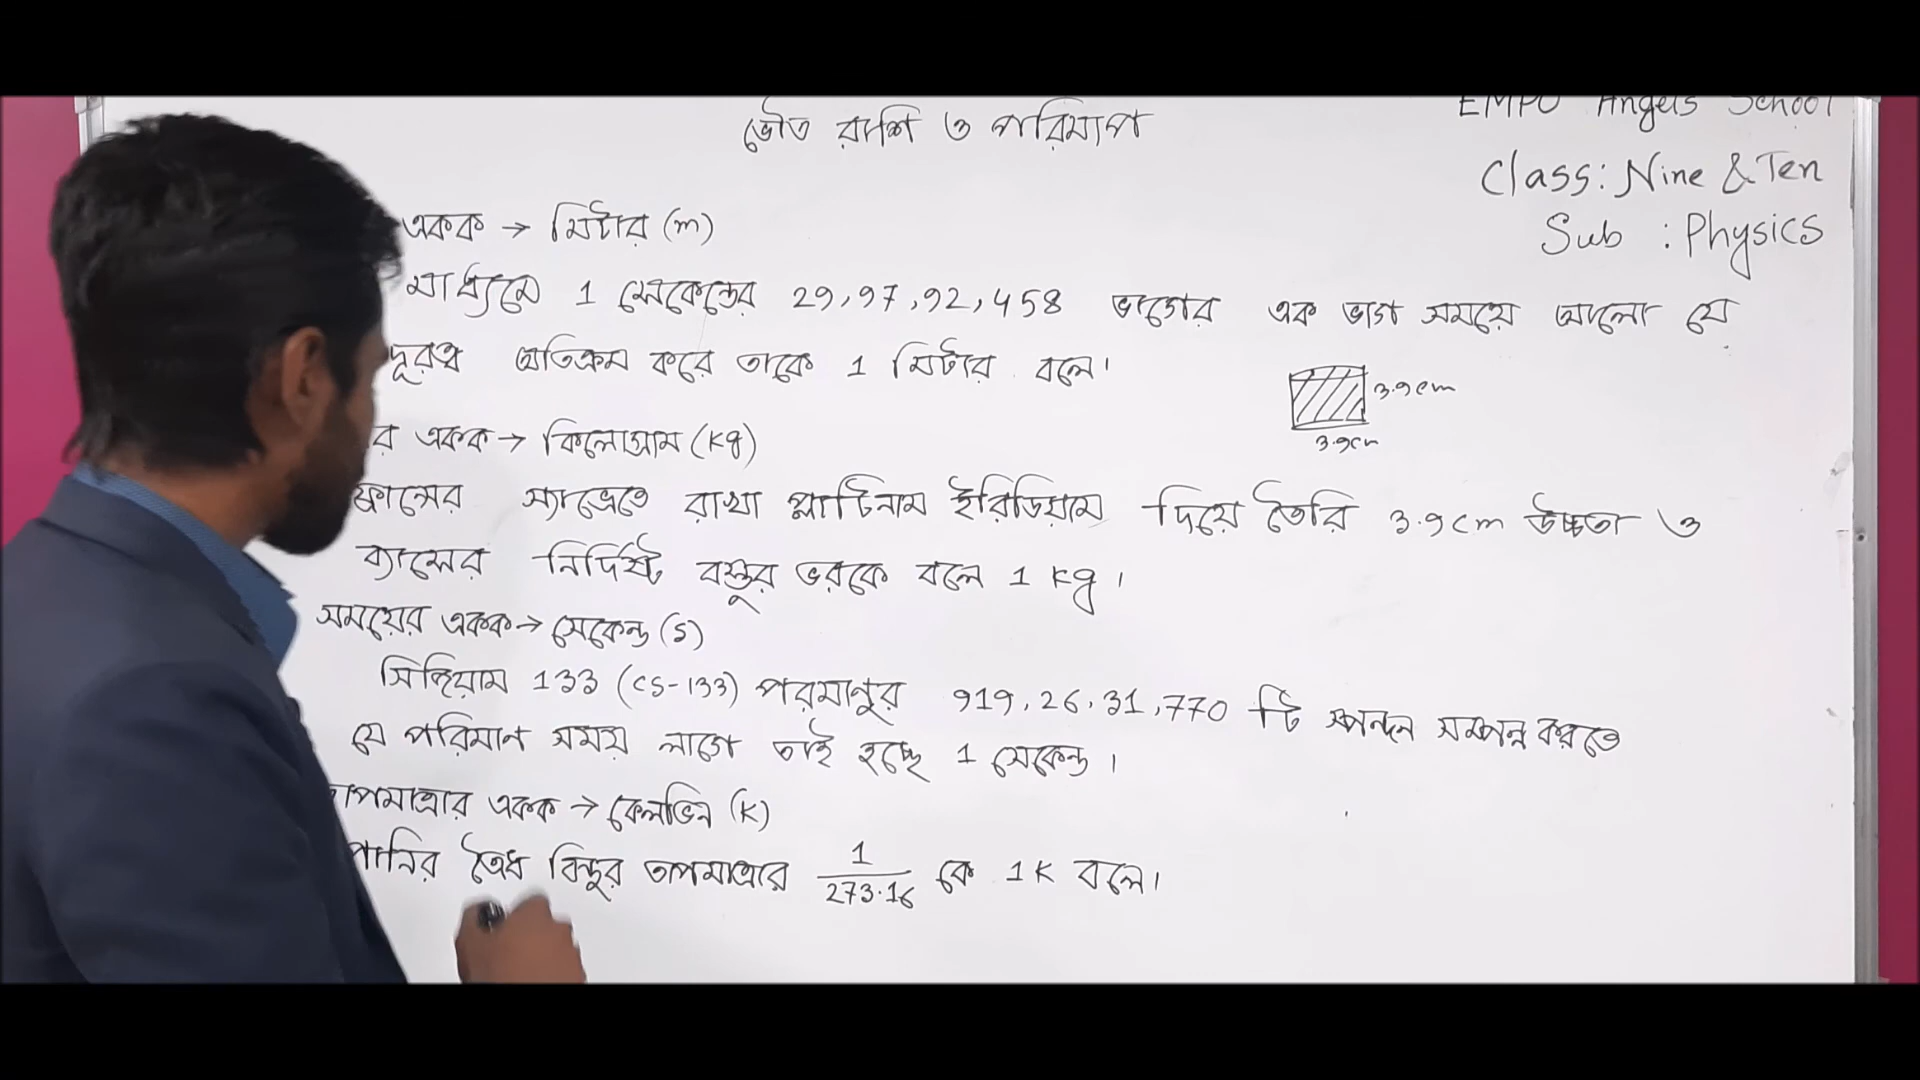 EMPU Angels School
ভৌত রাশি ও পরিমাপ
Class: Nine & Ten
Sub : Physics
একক → মিটার (m)
মাধ্যমে 1 সেকেন্ডের 29,97,92,458 ভাগের এক ভাগ সময়ে আলো যে
দূরত্ব অতিক্রম করে তাকে 1 মিটার বলে।
3.9cm
3.9cm
র একক → কিলোগ্রাম (kg)
ফ্রান্সের স্যাভ্রেতে রাখা প্লাটিনাম ইরিডিয়াম দিয়ে তৈরি 3.9cm উচ্চতা ও
ব্যাসের নির্দিষ্ট বস্তুর ভরকে বলে 1 kg।
সময়ের একক → সেকেন্ড (s)
সিজিয়াম 133 (cs-133) পরমাণুর 919,26,31,770 টি স্পন্দন সম্পন্ন করতে
যে পরিমাণ সময় লাগে তাই হচ্ছে 1 সেকেন্ড।
তাপমাত্রার একক → কেলভিন (K)
পানির ত্রৈধ বিন্দুর তাপমাত্রার 1/273.16 কে 1K বলে।